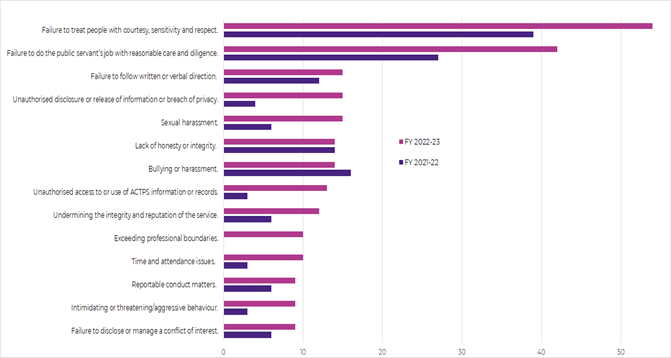 Failure to treat people with courtesy, sensitivity and respect.
Failure to do the public servant's job with reasonable care and diligence.
Failure to follow written or verbal direction.
Unauthorised disclosure or release of information or breach of privacy.
Sexual harassment.
Lack of honesty or integrity.
Bullying or harassment.
Unauthorised access to or use of ACTPS information or records.
Undermining the integrity and reputation of the service.
Exceeding professional boundaries.
Time and attendance issues.
Reportable conduct matters.
Intimidating or threatening/aggressive behaviour.
Failure to disclose or manage a conflict of interest.
FY 2022-23
FY 2021-22
0 10 20 30 40 50